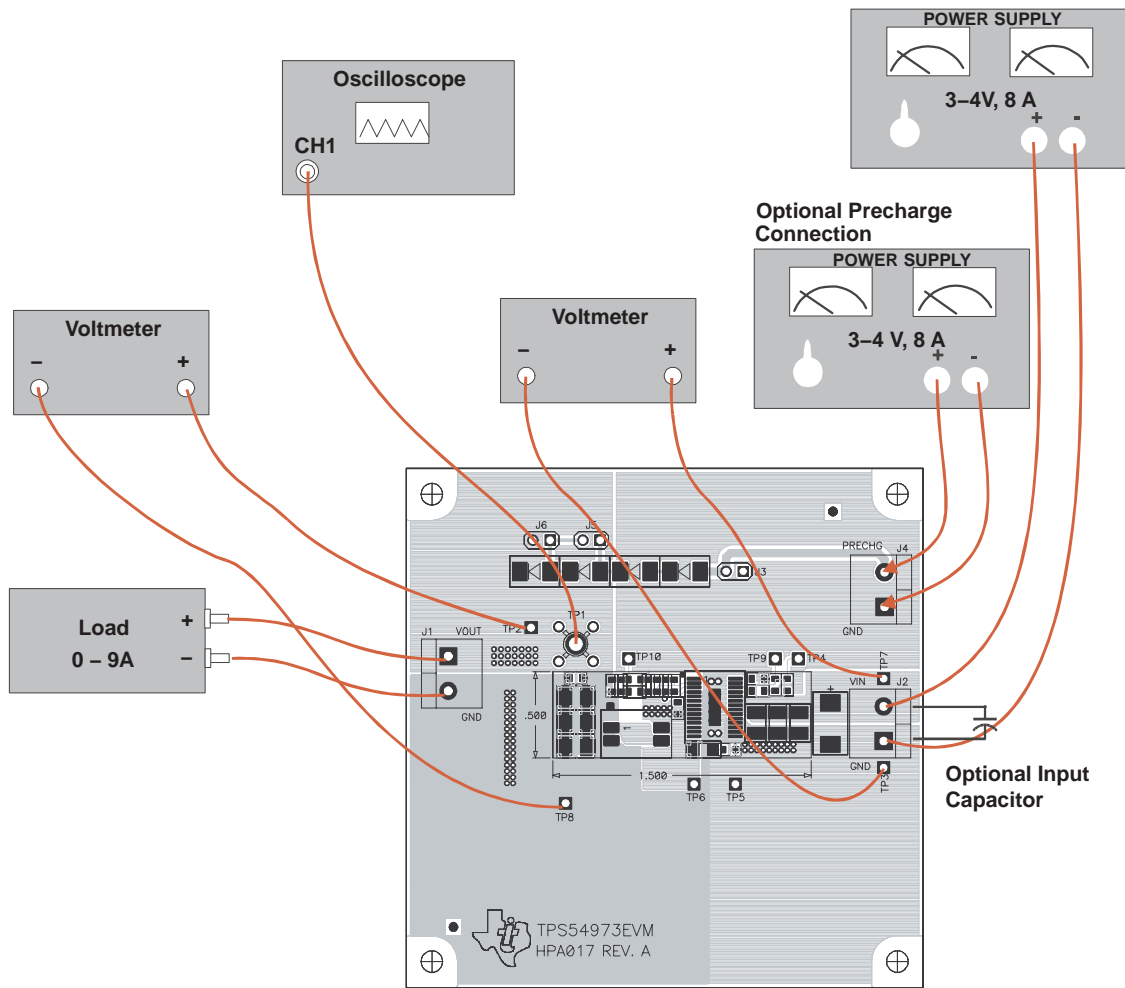 POWER SUPPLY
3–4V, 8 A
+ -
Oscilloscope
CH1
Optional Precharge
Connection
POWER SUPPLY
3–4 V, 8 A
+ -
Voltmeter
– +
Voltmeter
– +
Load
0 – 9A
+
–
J6
J5
J3
PRECHG
J4
GND
TP1
TP2
J1
VOUT
GND
TP10
TP9
TP4
TP7
VIN
J2
+
1
1
.500
1.500
GND
TP3
TP6
TP5
TP8
Optional Input
Capacitor
TPS54973EVM
HPA017 REV. A